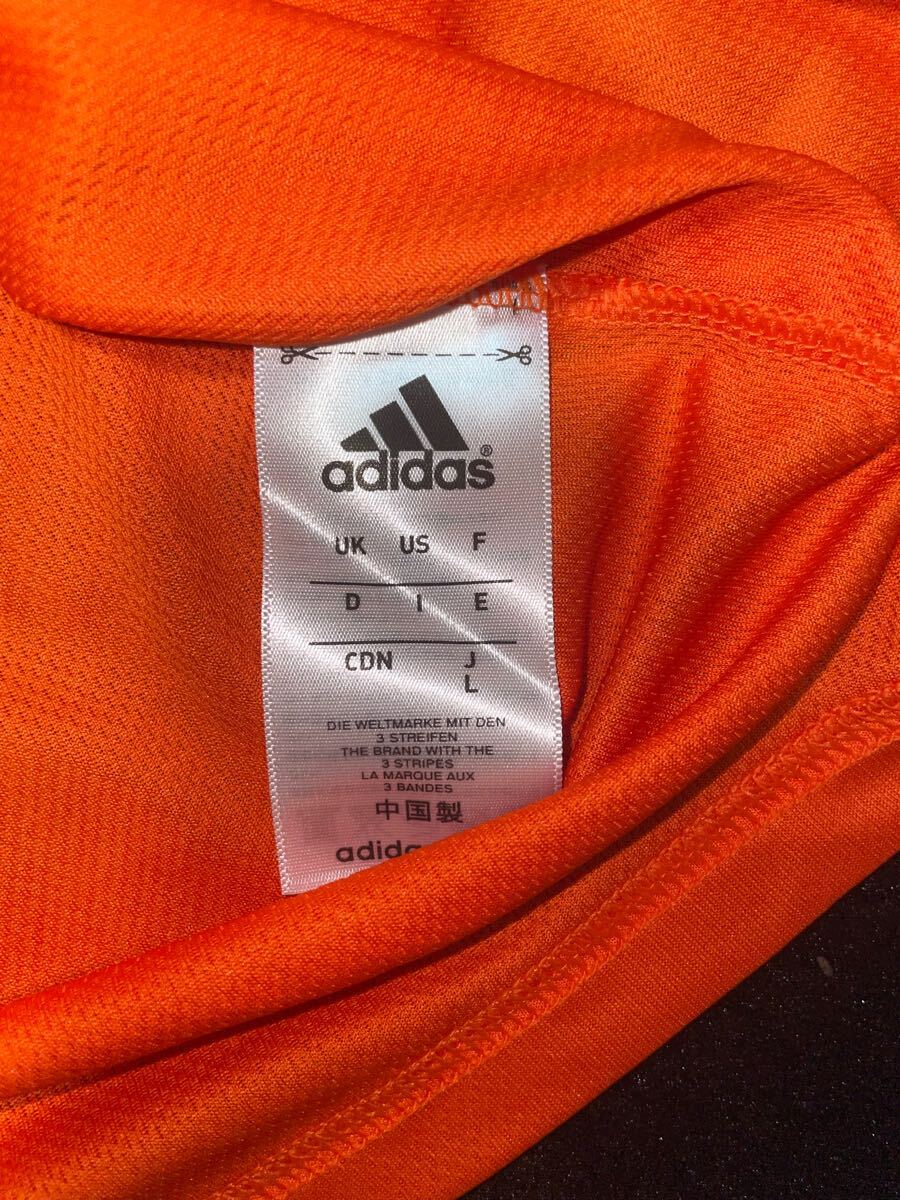 adidas®
UK US F
D I E
CDN J
L
DIE WELTMARKE MIT DEN
3 STREIFEN
THE BRAND WITH THE
3 STRIPES
LA MARQUE AUX
3 BANDES
中国製
adida